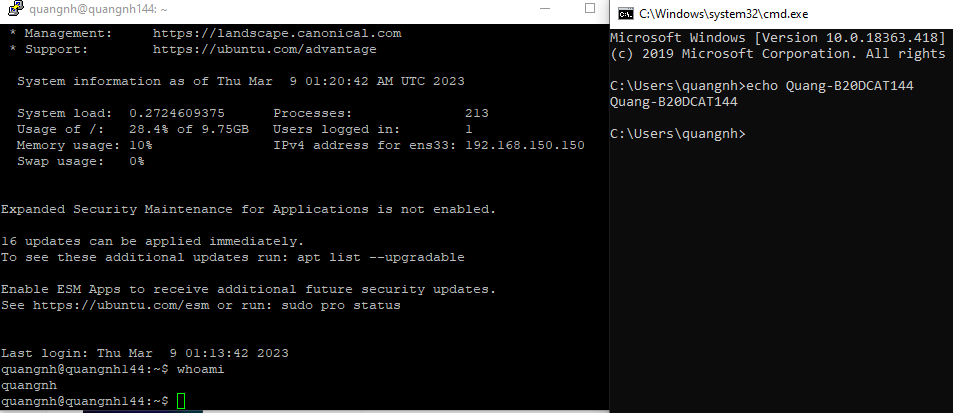 quangnh@quangnh144: ~
 * Management:     https://landscape.canonical.com
 * Support:        https://ubuntu.com/advantage
  System information as of Thu Mar  9 01:20:42 AM UTC 2023
  System load:  0.2724609375      Processes:              213
  Usage of /:   28.4% of 9.75GB   Users logged in:        1
  Memory usage: 10%               IPv4 address for ens33: 192.168.150.150
  Swap usage:   0%
Expanded Security Maintenance for Applications is not enabled.
16 updates can be applied immediately.
To see these additional updates run: apt list --upgradable
Enable ESM Apps to receive additional future security updates.
See https://ubuntu.com/esm or run: sudo pro status
Last login: Thu Mar  9 01:13:42 2023
quangnh@quangnh144:~$ whoami
quangnh
quangnh@quangnh144:~$
C:\Windows\system32\cmd.exe
Microsoft Windows [Version 10.0.18363.418]
(c) 2019 Microsoft Corporation. All rights
C:\Users\quangnh>echo Quang-B20DCAT144
Quang-B20DCAT144
C:\Users\quangnh>